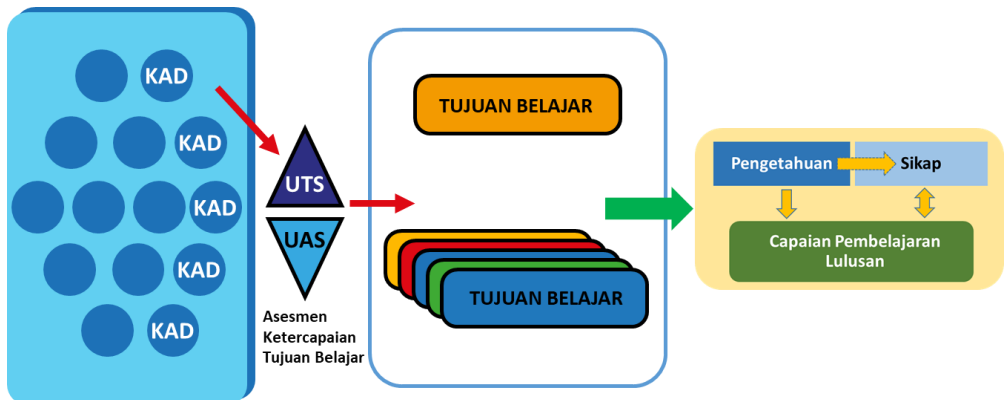 KAD
KAD
KAD
KAD
KAD
UTS
UAS
Asesmen
Ketercapaian
Tujuan Belajar
TUJUAN BELAJAR
TUJUAN BELAJAR
Pengetahuan
Sikap
Capaian Pembelajaran
Lulusan